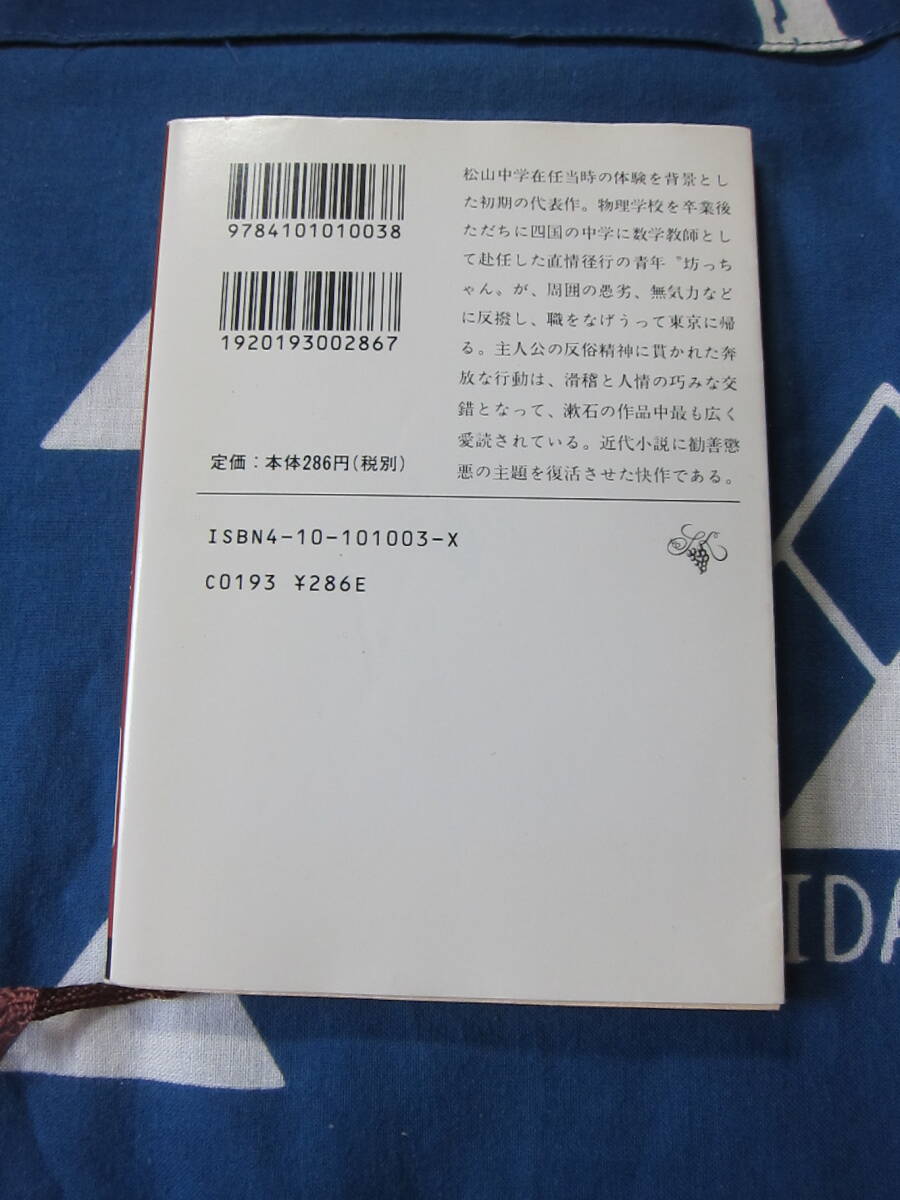 9784101010038
1920193002867
定価：本体286円（税別）
松山中学在任当時の体験を背景とし
た初期の代表作。物理学校を卒業後
ただちに四国の中学に数学教師とし
て赴任した直情径行の青年〝坊っち
ゃん〟が、周囲の愚劣、無気力など
に反撥し、職をなげうって東京に帰
る。主人公の反俗精神に貫かれた奔
放な行動は、滑稽と人情の巧みな交
錯となって、漱石の作品中最も広く
愛読されている。近代小説に勧善懲
悪の主題を復活させた快作である。
ISBN4-10-101003-X
C0193 ¥286E
IDA